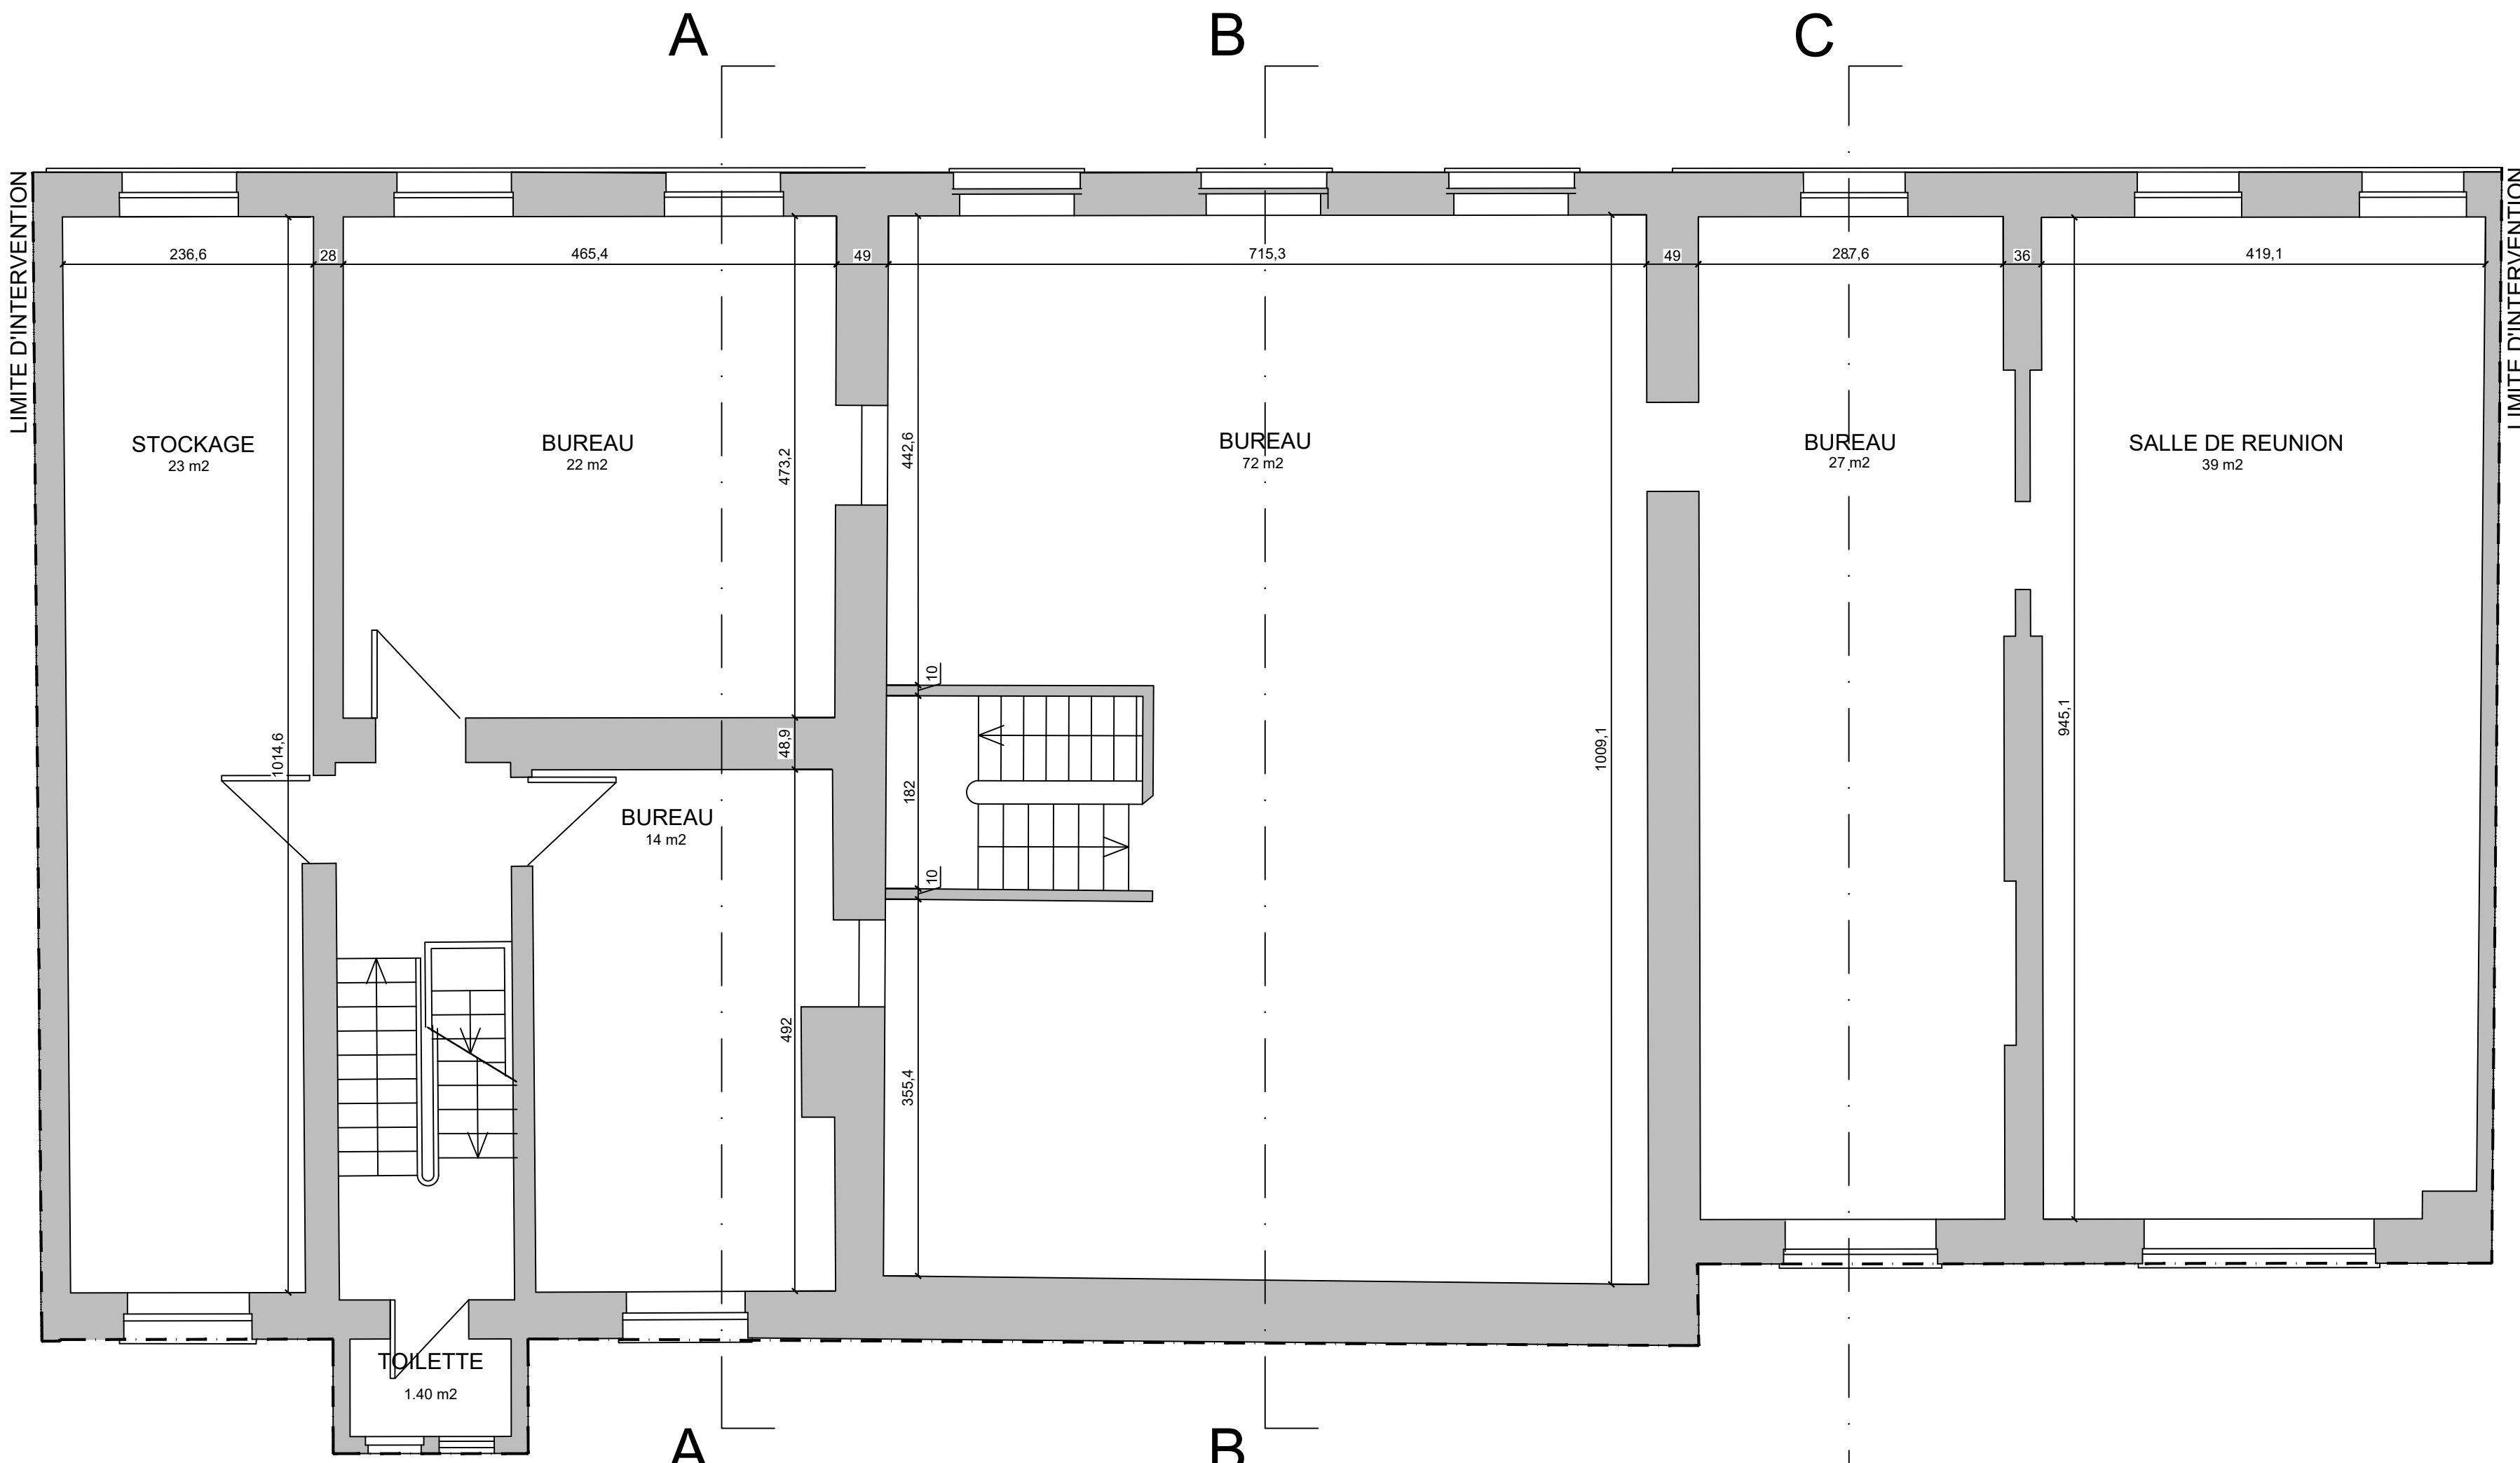 A
B
C
LIMITE D'INTERVENTION
LIMITE D'INTERVENTION
236,6
28
465,4
49
715,3
49
287,6
36
419,1
STOCKAGE
23 m2
BUREAU
22 m2
473,2
442,6
BUREAU
72 m2
BUREAU
27 m2
SALLE DE REUNION
39 m2
10
1014,6
48,9
182
1009,1
945,1
BUREAU
14 m2
10
492
355,4
TOILETTE
1.40 m2
A
B